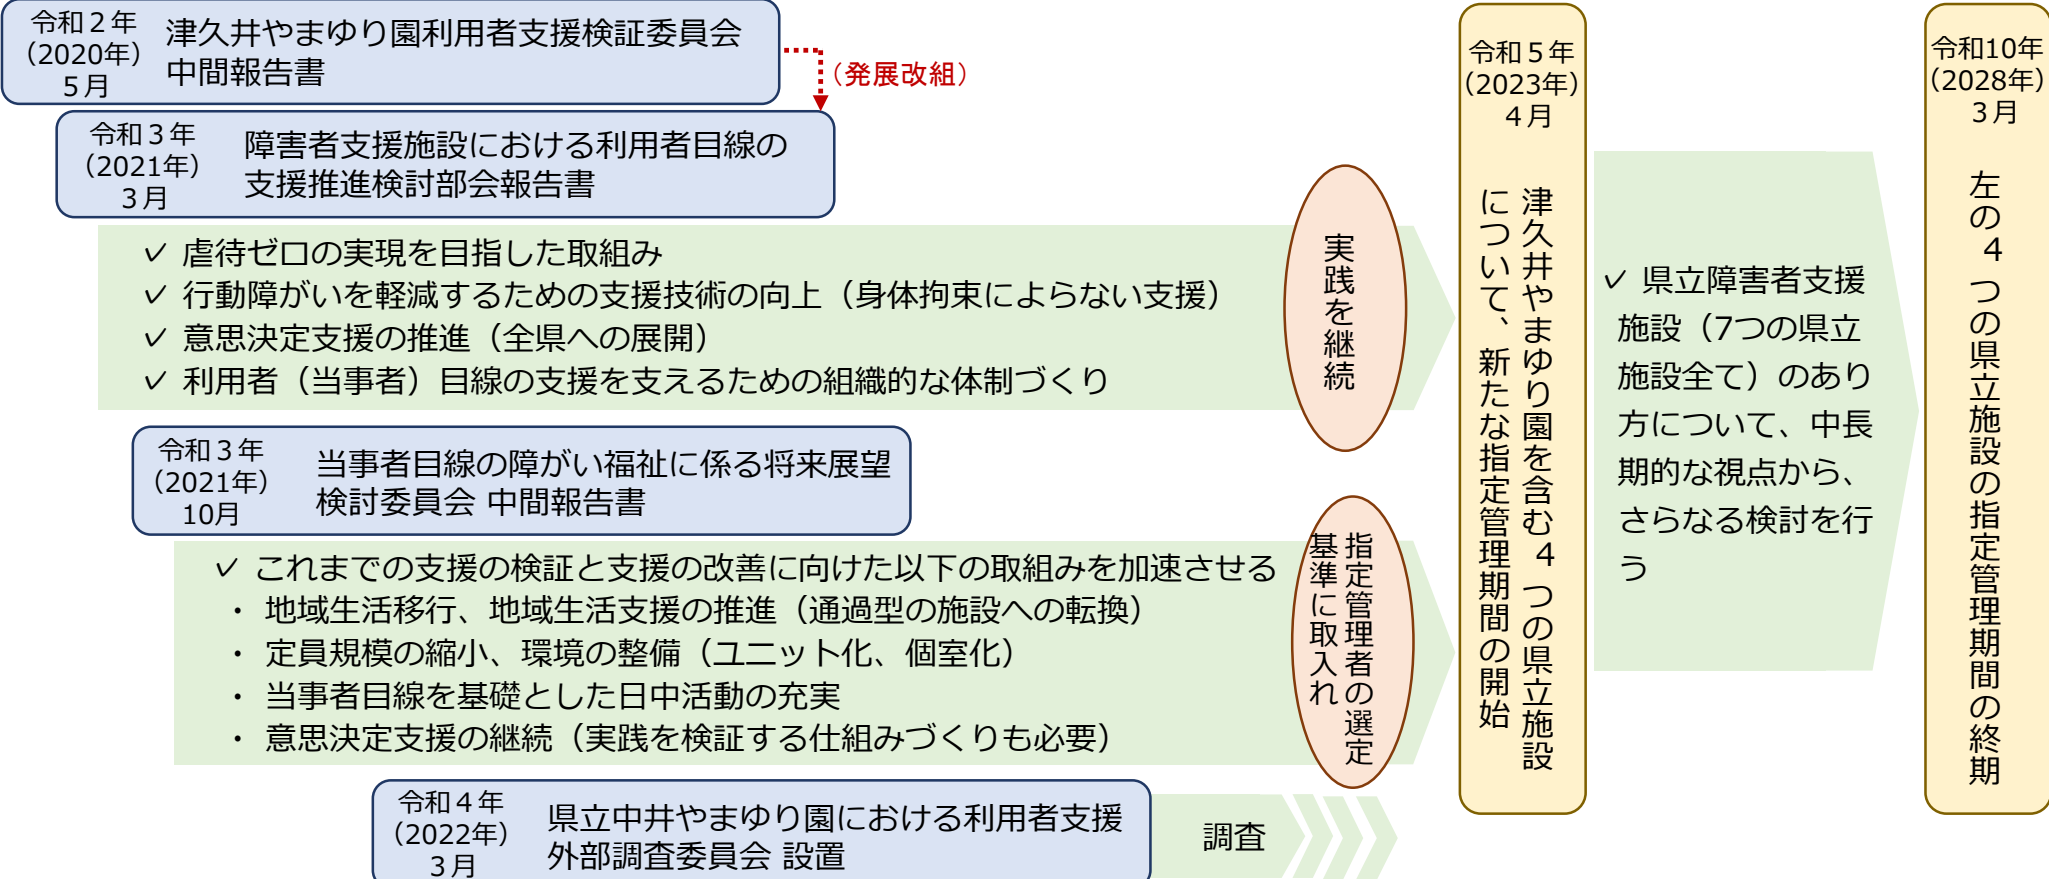 令和２年
（2020年）
５月
津久井やまゆり園利用者支援検証委員会
中間報告書
（発展改組）
令和３年
（2021年）
３月
障害者支援施設における利用者目線の
支援推進検討部会報告書
✓ 虐待ゼロの実現を目指した取組み
✓ 行動障がいを軽減するための支援技術の向上（身体拘束によらない支援）
✓ 意思決定支援の推進（全県への展開）
✓ 利用者（当事者）目線の支援を支えるための組織的な体制づくり
実践を継続
令和３年
（2021年）
10月
当事者目線の障がい福祉に係る将来展望
検討委員会 中間報告書
✓ これまでの支援の検証と支援の改善に向けた以下の取組みを加速させる
・ 地域生活移行、地域生活支援の推進（通過型の施設への転換）
・ 定員規模の縮小、環境の整備（ユニット化、個室化）
・ 当事者目線を基礎とした日中活動の充実
・ 意思決定支援の継続（実践を検証する仕組みづくりも必要）
指定管理者の選定
基準に取入れ
令和４年
（2022年）
３月
県立中井やまゆり園における利用者支援
外部調査委員会 設置
調査
令和５年
（2023年）
４月
津久井やまゆり園を含む４つの県立施設
について、新たな指定管理期間の開始
✓ 県立障害者支援
施設（7つの県立
施設全て）のあり
方について、中長
期的な視点から、
さらなる検討を行
う
令和10年
（2028年）
３月
左の４つの県立施設の指定管理期間の終期